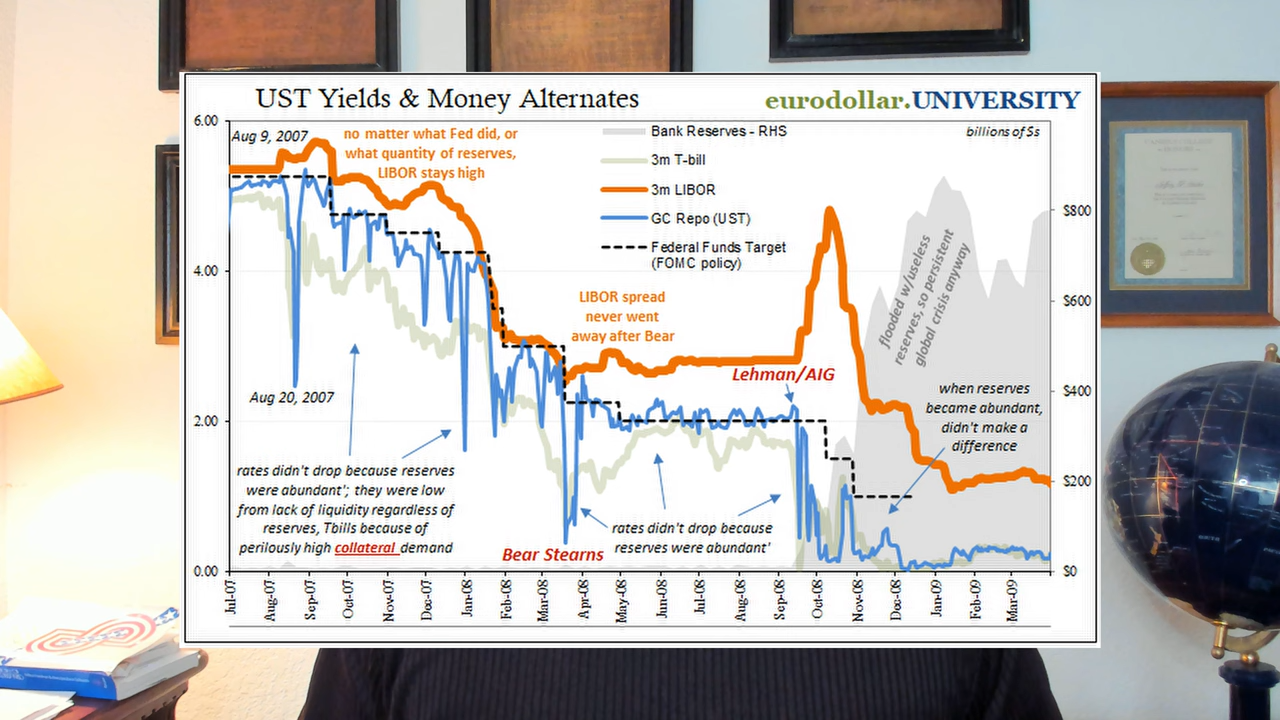 UST Yields & Money Alternates
eurodollar.UNIVERSITY
6.00
4.00
2.00
0.00
Aug 9, 2007
no matter what Fed did, or
what quantity of reserves,
LIBOR stays high
Bank Reserves - RHS
3m T-bill
3m LIBOR
GC Repo (UST)
Federal Funds Target
(FOMC policy)
billions of $s
$800
$600
$400
$200
$0
LIBOR spread
never went
away after Bear
flooded w/useless
reserves, so persistent
global crisis anyway
Lehman/AIG
when reserves
became abundant,
didn't make a
difference
Aug 20, 2007
rates didn't drop because reserves
were abundant'; they were low
from lack of liquidity regardless of
reserves, Tbills because of
perilously high collateral demand
Bear Stearns
rates didn't drop because
reserves were abundant'
Jul-07
Aug-07
Sep-07
Oct-07
Nov-07
Dec-07
Jan-08
Feb-08
Mar-08
Apr-08
May-08
Jun-08
Jul-08
Aug-08
Sep-08
Oct-08
Nov-08
Dec-08
Jan-09
Feb-09
Mar-09